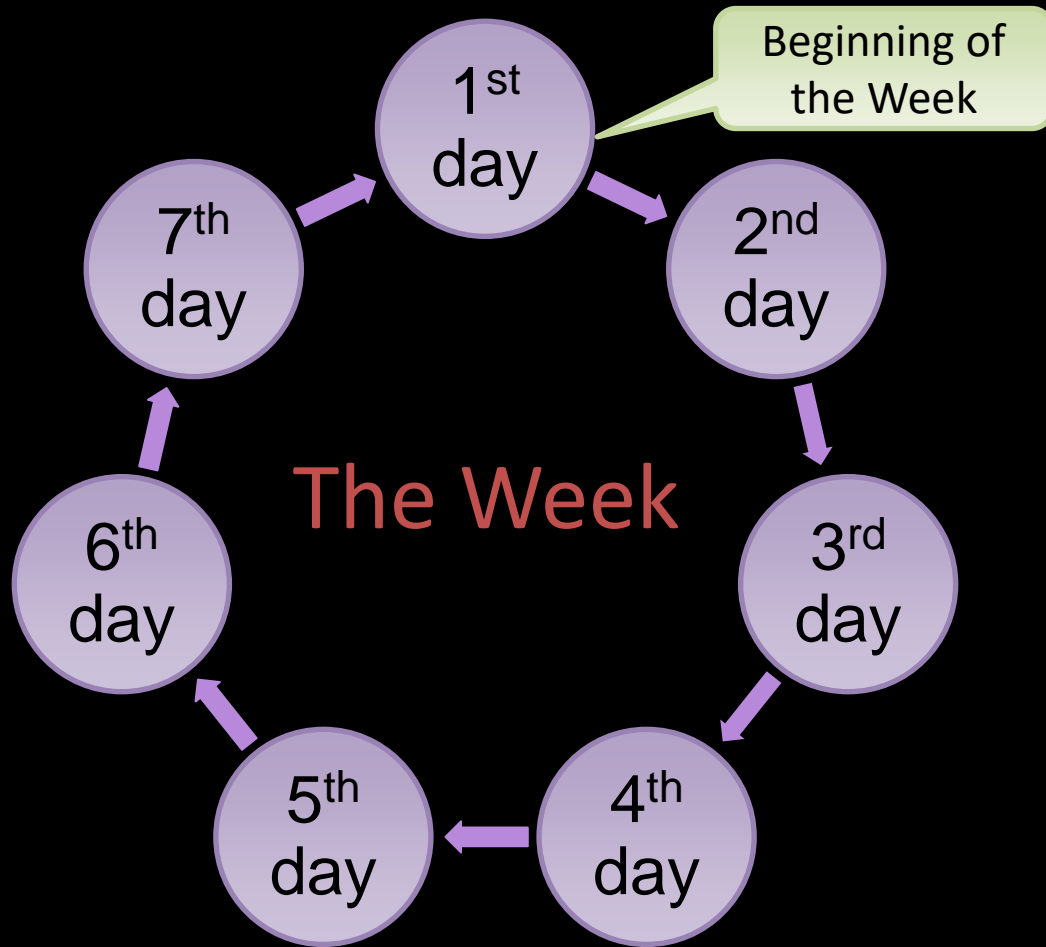 Beginning of
the Week
1st
day
2nd
day
3rd
day
4th
day
5th
day
6th
day
7th
day
The Week